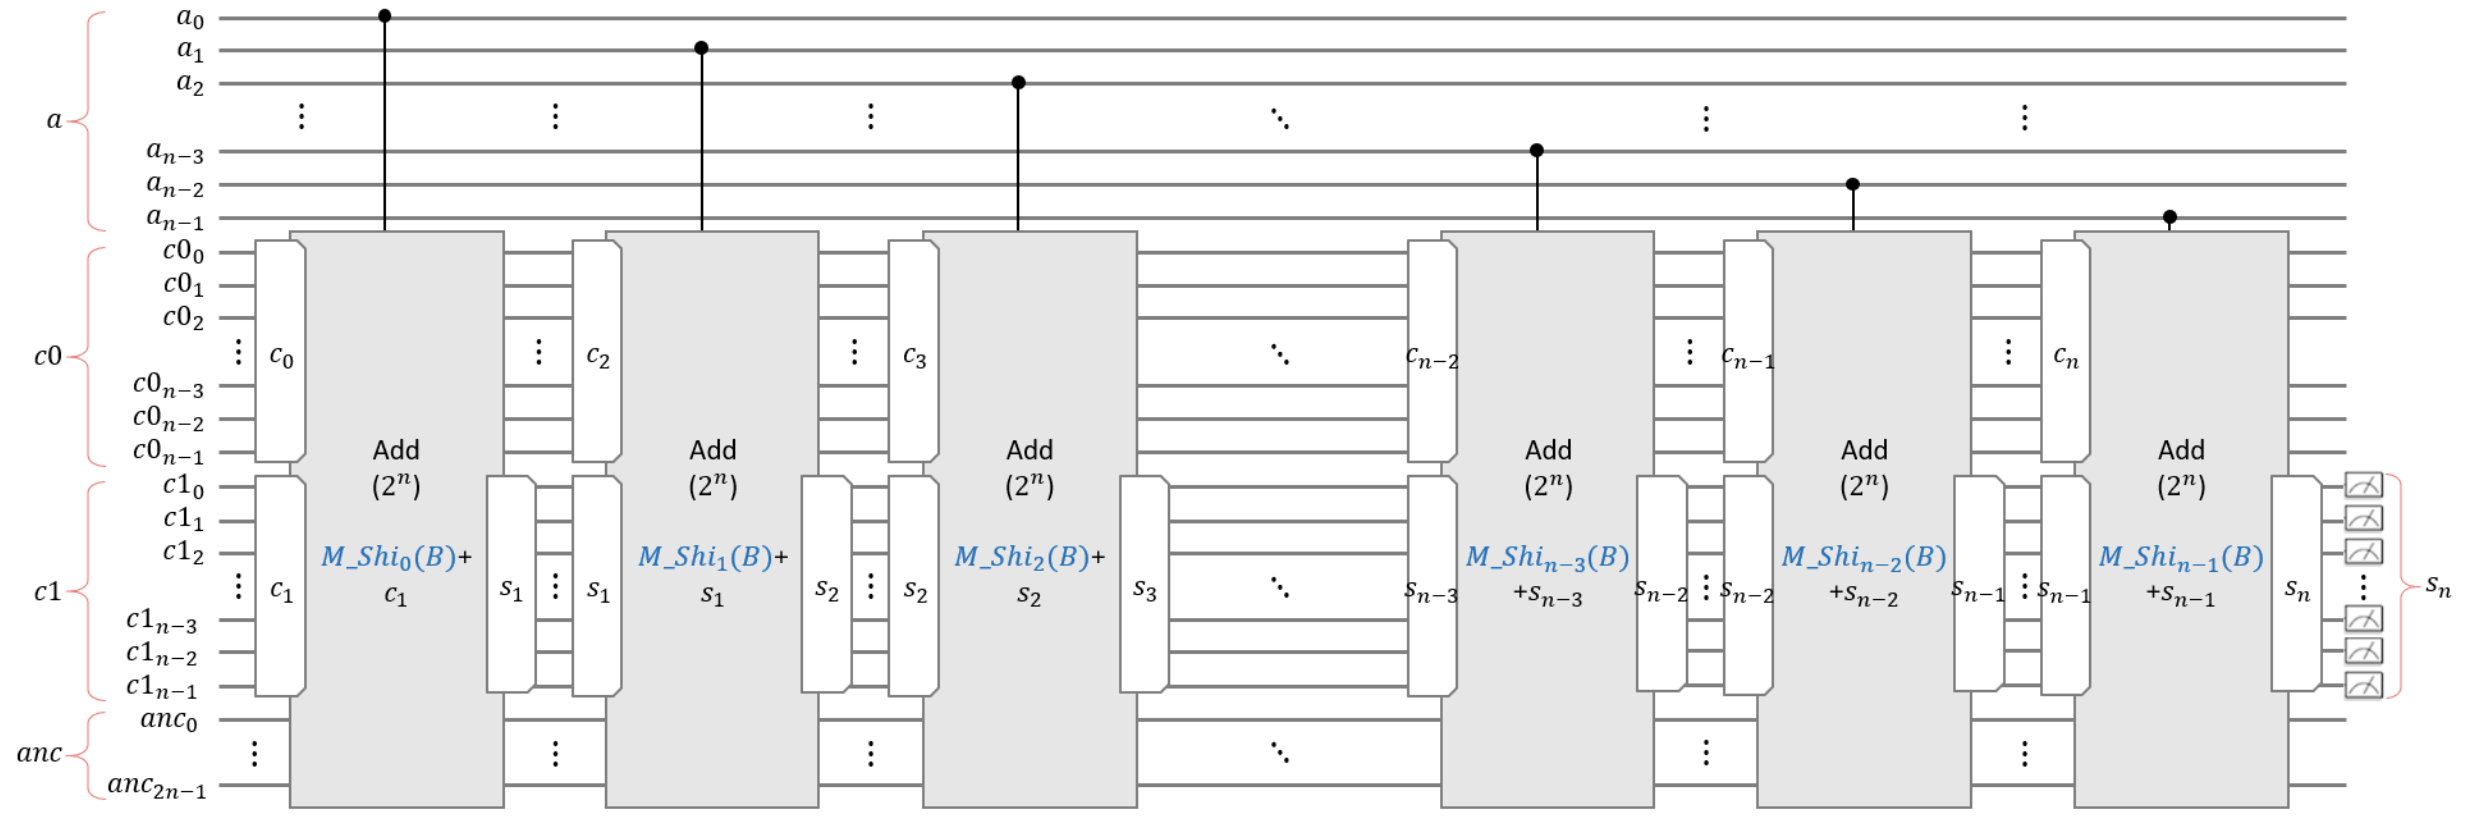 a₀
a₁
a₂
⋮ ⋮ ⋮ ⋱ ⋮ ⋮
a
aₙ₋₃
aₙ₋₂
aₙ₋₁
c0₀
c0₁
c0₂
c0 ⋮ c₀ ⋮ c₂ ⋮ c₃ ⋱ cₙ₋₂ ⋮ cₙ₋₁ ⋮ cₙ
c0ₙ₋₃
c0ₙ₋₂
c0ₙ₋₁
Add Add Add Add Add Add
c1₀
(2ⁿ) (2ⁿ) (2ⁿ) (2ⁿ) (2ⁿ) (2ⁿ)
c1₁
c1₂
M_Shi₀(B)+ M_Shi₁(B)+ M_Shi₂(B)+ M_Shiₙ₋₃(B) M_Shiₙ₋₂(B) M_Shiₙ₋₁(B)
c1 ⋮ c₁ c₁ s₁ ⋮ s₁ s₁ s₂ ⋮ s₂ s₂ s₃ ⋱ sₙ₋₃ +sₙ₋₃ sₙ₋₂ ⋮ sₙ₋₂ +sₙ₋₂ sₙ₋₁ ⋮ sₙ₋₁ +sₙ₋₁ sₙ ⋮ sₙ
c1ₙ₋₃
c1ₙ₋₂
c1ₙ₋₁
anc₀
anc ⋮ ⋮ ⋮ ⋱ ⋮ ⋮
anc₂ₙ₋₁